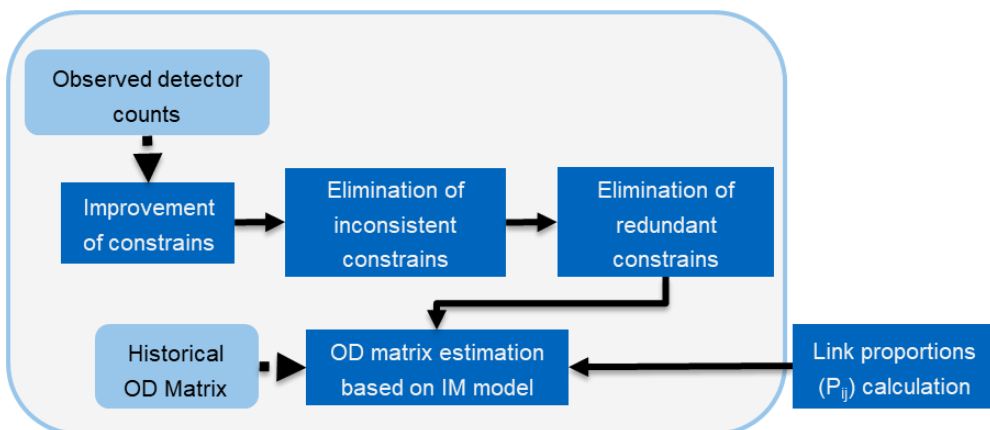 Observed detector
counts
Improvement
of constrains
Elimination of
inconsistent
constrains
Elimination of
redundant
constrains
Historical
OD Matrix
OD matrix estimation
based on IM model
Link proportions
(Pij) calculation